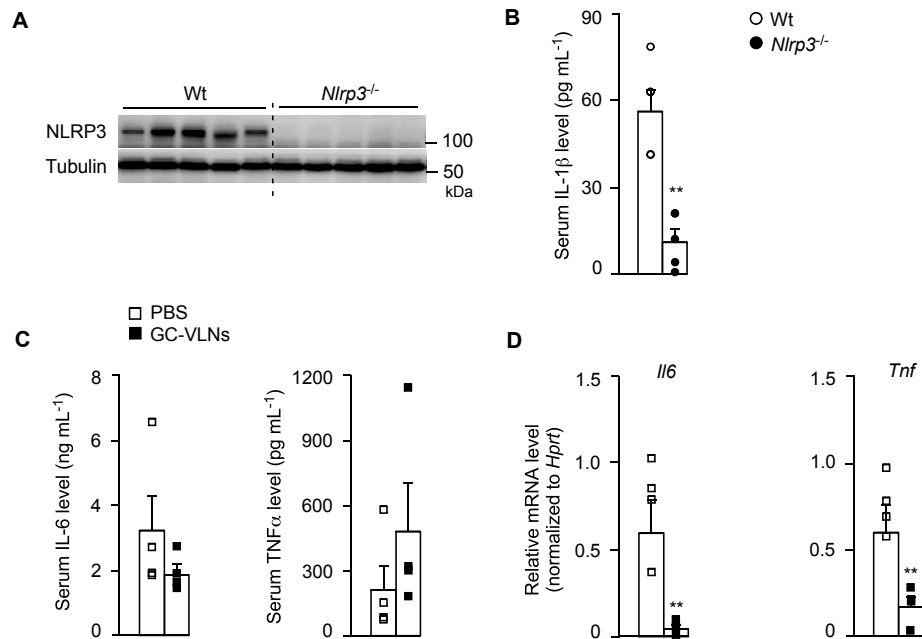 A
Wt
Nlrp3-/-
NLRP3
100
Tubulin
50
kDa
B
Wt
Nlrp3-/-
Serum IL-1β level (pg mL-1)
90
60
30
0
**
PBS
GC-VLNs
C
Serum IL-6 level (ng mL-1)
8
6
4
2
0
Serum TNFα level (pg mL-1)
1200
900
600
300
0
D
Relative mRNA level
(normalized to Hprt)
Il6
1.5
1.0
0.5
0
**
Tnf
1.5
1.0
0.5
0
**